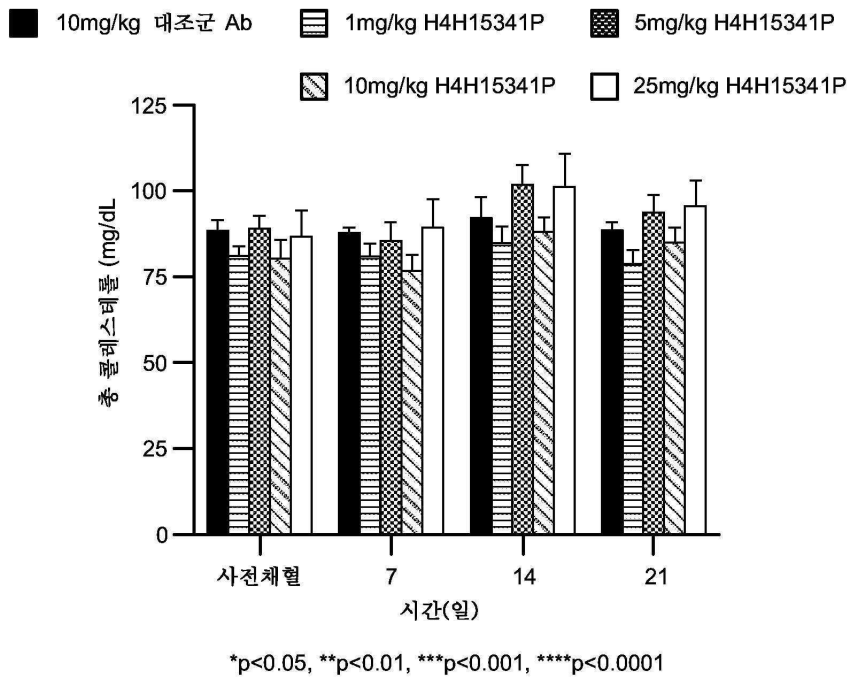 10mg/kg 대조군 Ab 1mg/kg H4H15341P 5mg/kg H4H15341P
10mg/kg H4H15341P 25mg/kg H4H15341P
125
100
75
50
25
0
총 콜레스테롤 (mg/dL)
사전채혈 7 14 21
시간(일)
*p<0.05, **p<0.01, ***p<0.001, ****p<0.0001